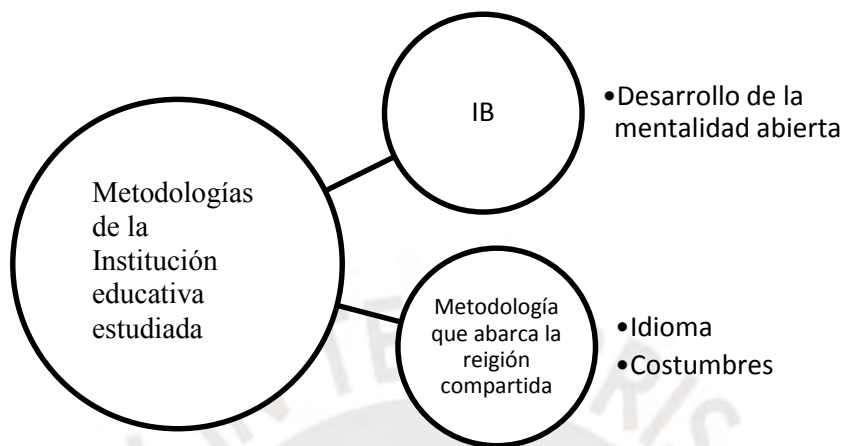 Metodologías
de la
Institución
educativa
estudiada
IB
•Desarrollo de la
mentalidad abierta
Metodología
que abarca la
reigión
compartida
•Idioma
•Costumbres